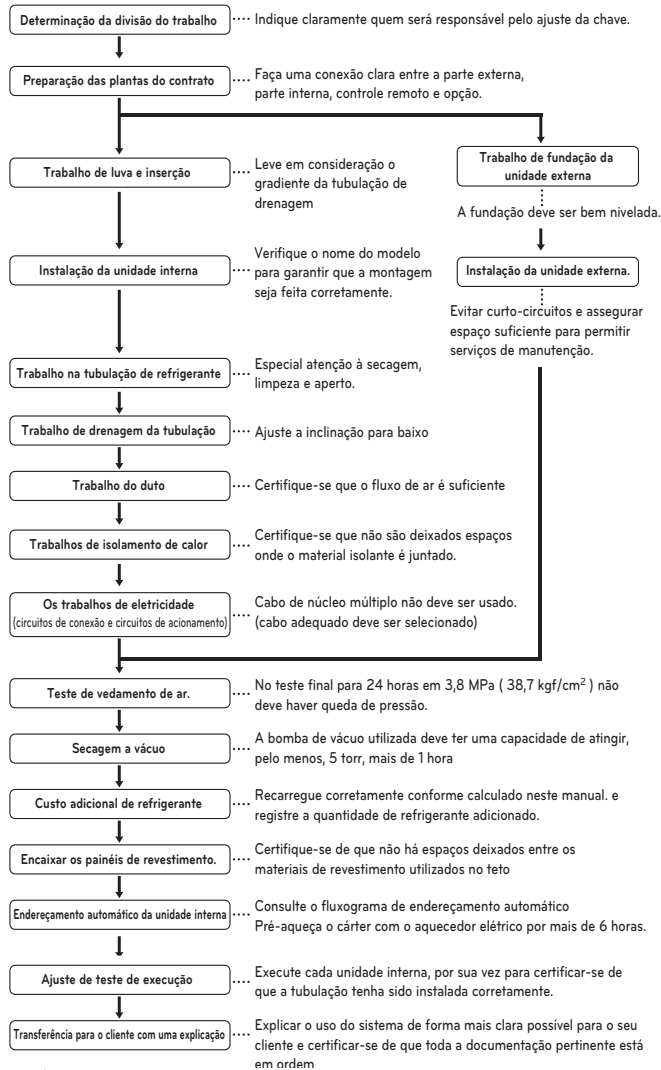 Determinação da divisão do trabalho
Indique claramente quem será responsável pelo ajuste da chave.
Preparação das plantas do contrato
Faça uma conexão clara entre a parte externa,
parte interna, controle remoto e opção.
Trabalho de luva e inserção
Leve em consideração o
gradiente da tubulação de
drenagem
Trabalho de fundação da
unidade externa
A fundação deve ser bem nivelada.
Instalação da unidade interna
Verifique o nome do modelo
para garantir que a montagem
seja feita corretamente.
Instalação da unidade externa.
Evitar curto-circuitos e assegurar
espaço suficiente para permitir
serviços de manutenção.
Trabalho na tubulação de refrigerante
Especial atenção à secagem,
limpeza e aperto.
Trabalho de drenagem da tubulação
Ajuste a inclinação para baixo
Trabalho do duto
Certifique-se que o fluxo de ar é suficiente
Trabalhos de isolamento de calor
Certifique-se que não são deixados espaços
onde o material isolante é juntado.
Os trabalhos de eletricidade
(circuitos de conexão e circuitos de acionamento)
Cabo de núcleo múltiplo não deve ser usado.
(cabo adequado deve ser selecionado)
Teste de vedamento de ar.
No teste final para 24 horas em 3,8 MPa ( 38,7 kgf/cm² ) não
deve haver queda de pressão.
Secagem a vácuo
A bomba de vácuo utilizada deve ter uma capacidade de atingir,
pelo menos, 5 torr, mais de 1 hora
Custo adicional de refrigerante
Recarregue corretamente conforme calculado neste manual. e
registre a quantidade de refrigerante adicionado.
Encaixar os painéis de revestimento.
Certifique-se de que não há espaços deixados entre os
materiais de revestimento utilizados no teto
Endereçamento automático da unidade interna
Consulte o fluxograma de endereçamento automático
Pré-aqueça o cárter com o aquecedor elétrico por mais de 6 horas.
Ajuste de teste de execução
Execute cada unidade interna, por sua vez para certificar-se de
que a tubulação tenha sido instalada corretamente.
Transferência para o cliente com uma explicação
Explicar o uso do sistema de forma mais clara possível para o seu
cliente e certificar-se de que toda a documentação pertinente está
em ordem